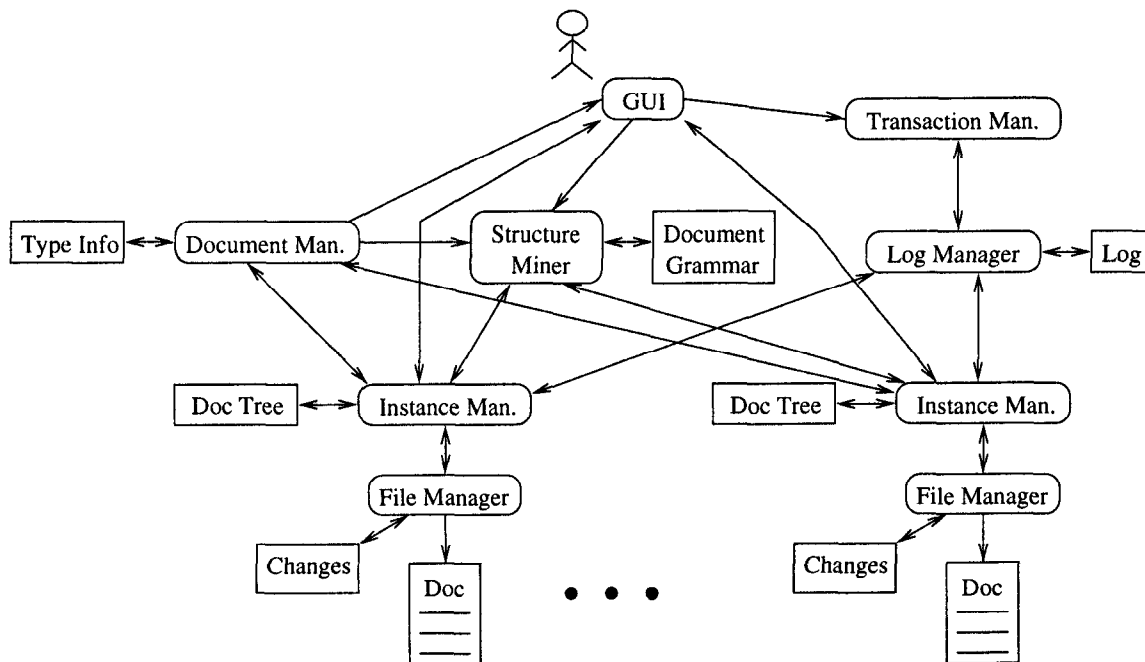 GUI
Transaction Man.
Type Info
Document Man.
Structure
Miner
Document
Grammar
Log Manager
Log
Doc Tree
Instance Man.
Doc Tree
Instance Man.
File Manager
File Manager
Changes
Changes
Doc
Doc